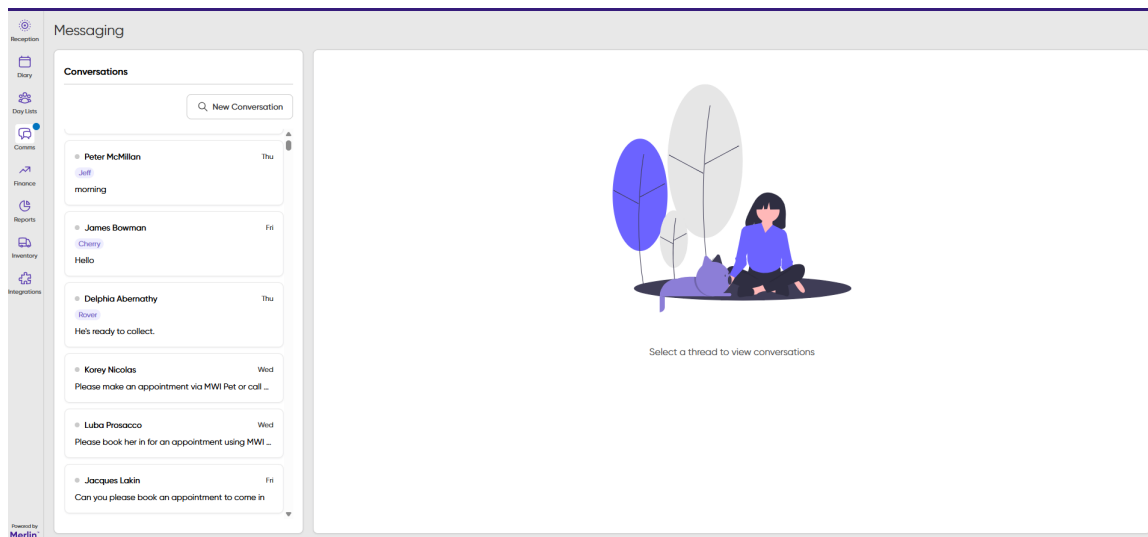 Messaging
Reception
Diary
Day Lists
Comms
Finance
Reports
Inventory
Integrations
Powered by
Merlin
Conversations
New Conversation
Peter McMillan Thu
Jeff
morning
James Bowman Fri
Cherry
Hello
Delphia Abernathy Thu
Rover
He's ready to collect.
Korey Nicolas Wed
Please make an appointment via MWI Pet or call ...
Luba Prosacco Wed
Please book her in for an appointment using MWI ...
Jacques Lakin Fri
Can you please book an appointment to come in
Select a thread to view conversations